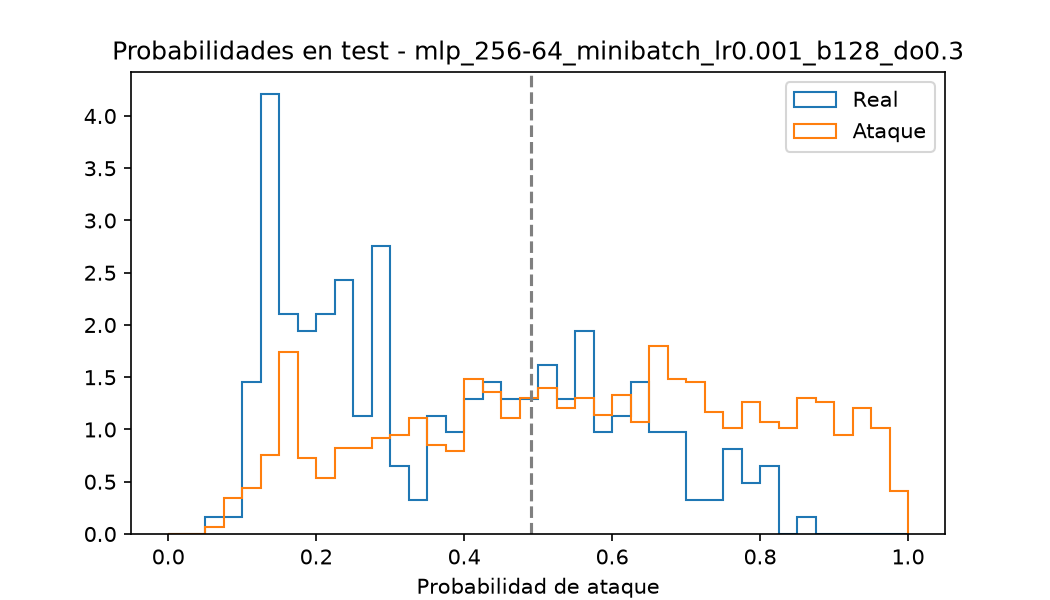 Probabilidades en test - mlp_256-64_minibatch_lr0.001_b128_do0.3
Real
Ataque
4.0
3.5
3.0
2.5
2.0
1.5
1.0
0.5
0.0
0.0 0.2 0.4 0.6 0.8 1.0
Probabilidad de ataque